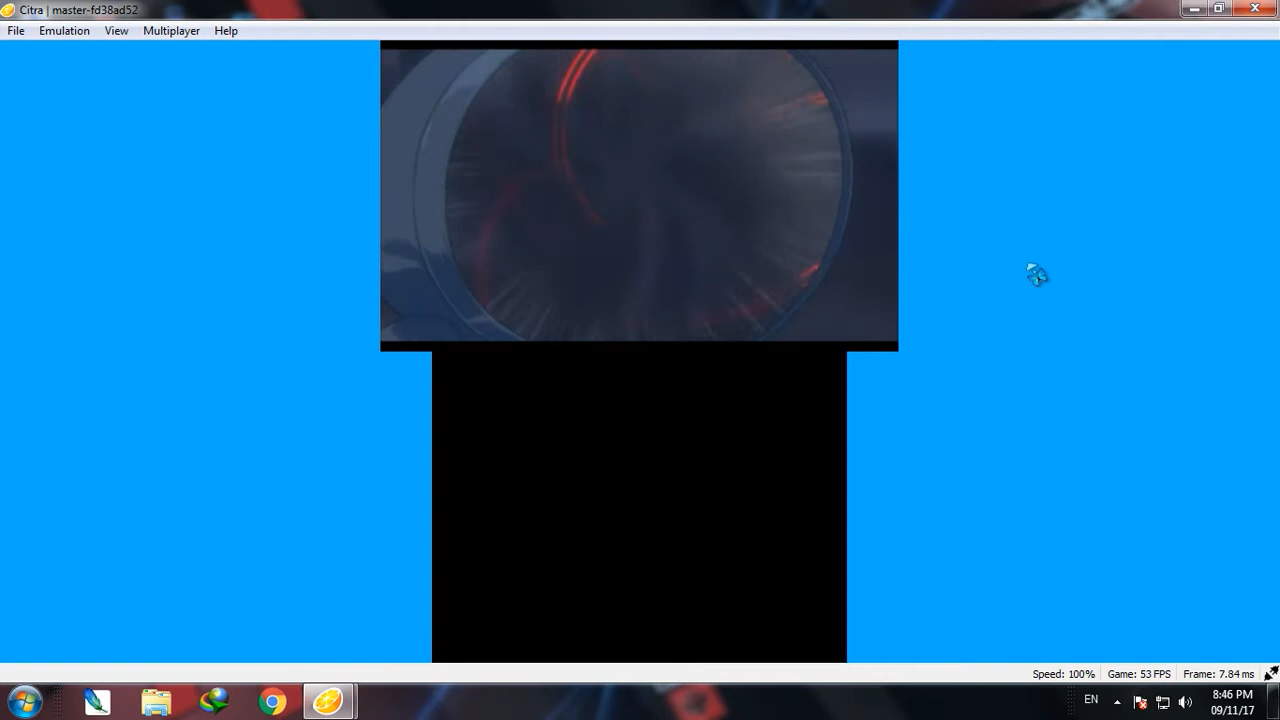 Citra | master-fd38ad52
File Emulation View Multiplayer Help
Speed: 100% Game: 53 FPS Frame: 7.84 ms
EN 8:46 PM
09/11/17